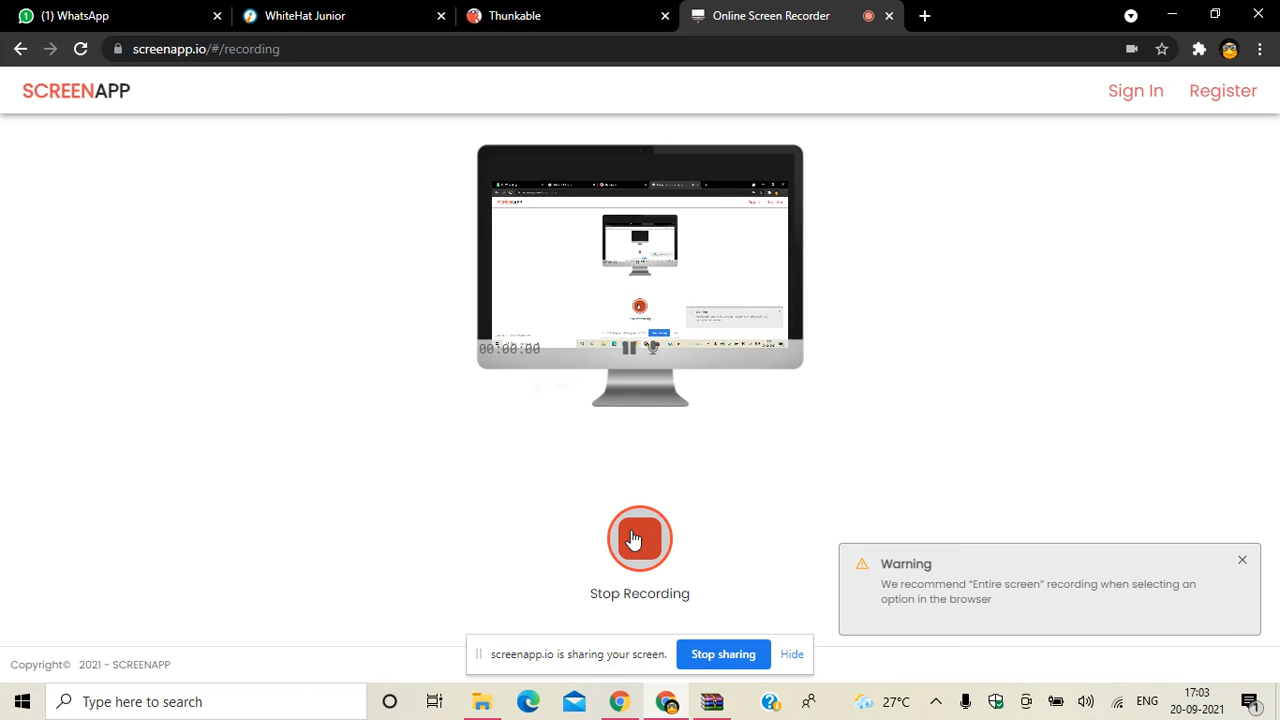 (1) WhatsApp
WhiteHat Junior
Thunkable
Online Screen Recorder
screenapp.io/#/recording
SCREENAPP
Sign In
Register
00:00:00
Stop Recording
Warning
We recommend “Entire screen” recording when selecting an
option in the browser
screenapp.io is sharing your screen.
Stop sharing
Hide
Copyright© 2021 - SCREENAPP
Type here to search
27°C
ENG
17:03
20-09-2021
1